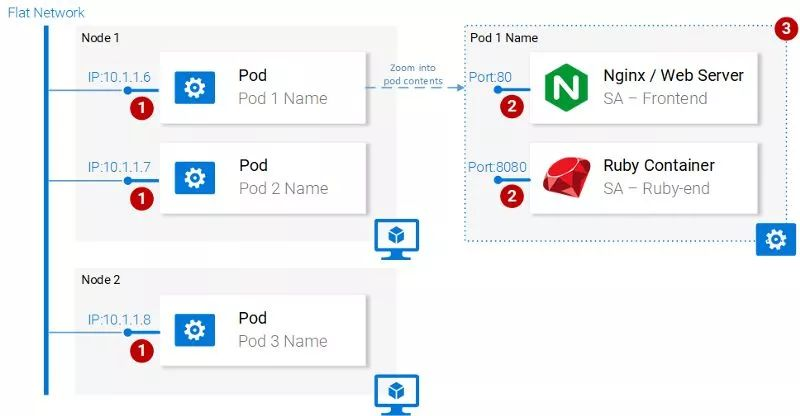 Flat Network
Node 1
IP:10.1.1.6
1
Pod
Pod 1 Name
IP:10.1.1.7
1
Pod
Pod 2 Name
Zoom into
pod contents
Pod 1 Name
3
Port:80
2
N
Nginx / Web Server
SA – Frontend
Port:8080
2
Ruby Container
SA – Ruby-end
Node 2
IP:10.1.1.8
1
Pod
Pod 3 Name